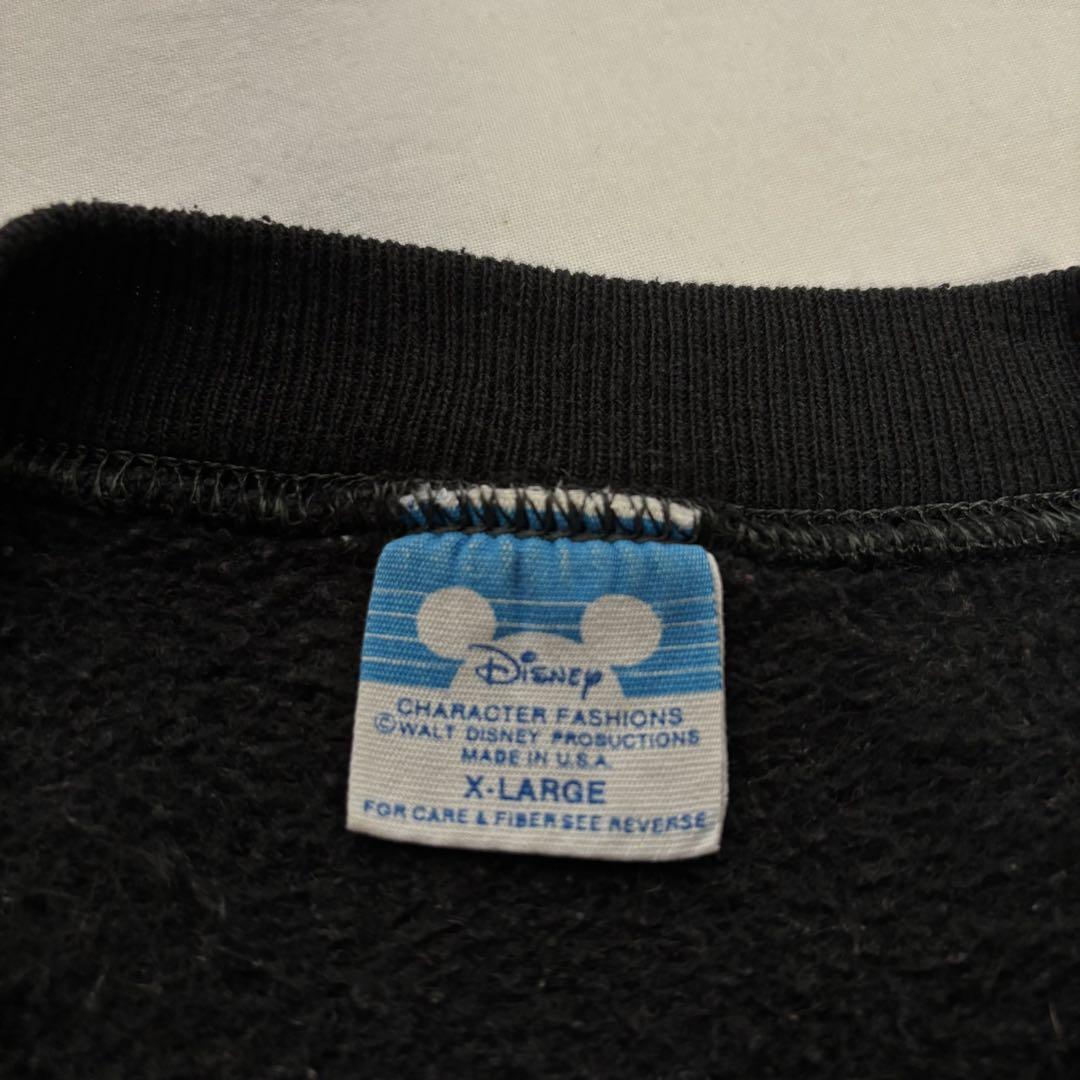 Disney
CHARACTER FASHIONS
©WALT DISNEY PRODUCTIONS
MADE IN U.S.A.
X-LARGE
FOR CARE & FIBER SEE REVERSE